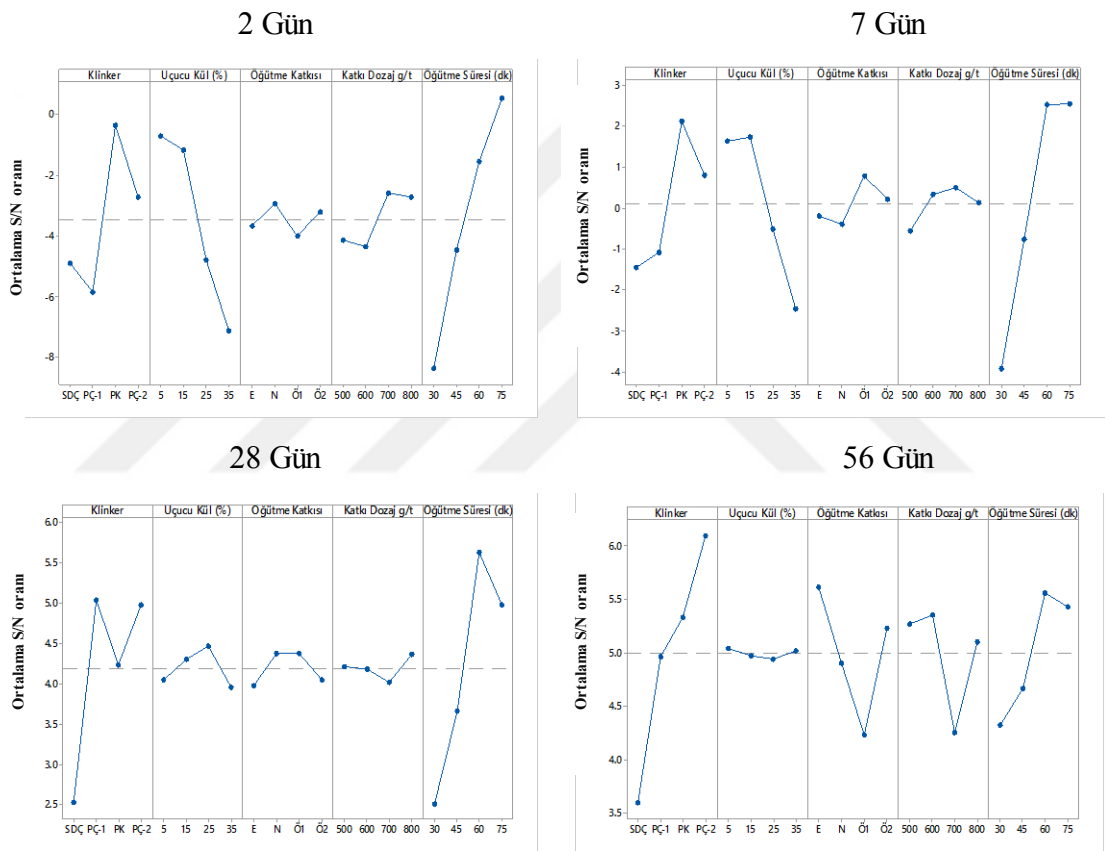 2 Gün
Klinker Uçucu Kül (%) Öğütme Katkısı Katkı Dozaj g/t Öğütme Süresi (dk)
Ortalama S/N oranı
0
-2
-4
-6
-8
SDÇ PÇ-1 PK PÇ-2 5 15 25 35 E N Ö1 Ö2 500 600 700 800 30 45 60 75
7 Gün
Klinker Uçucu Kül (%) Öğütme Katkısı Katkı Dozaj g/t Öğütme Süresi (dk)
Ortalama S/N oranı
3
2
1
0
-1
-2
-3
-4
SDÇ PÇ-1 PK PÇ-2 5 15 25 35 E N Ö1 Ö2 500 600 700 800 30 45 60 75
28 Gün
Klinker Uçucu Kül (%) Öğütme Katkısı Katkı Dozaj g/t Öğütme Süresi (dk)
Ortalama S/N oranı
6.0
5.5
5.0
4.5
4.0
3.5
3.0
2.5
SDÇ PÇ-1 PK PÇ-2 5 15 25 35 E N Ö1 Ö2 500 600 700 800 30 45 60 75
56 Gün
Klinker Uçucu Kül (%) Öğütme Katkısı Katkı Dozaj g/t Öğütme Süresi (dk)
Ortalama S/N oranı
6.0
5.5
5.0
4.5
4.0
3.5
SDÇ PÇ-1 PK PÇ-2 5 15 25 35 E N Ö1 Ö2 500 600 700 800 30 45 60 75